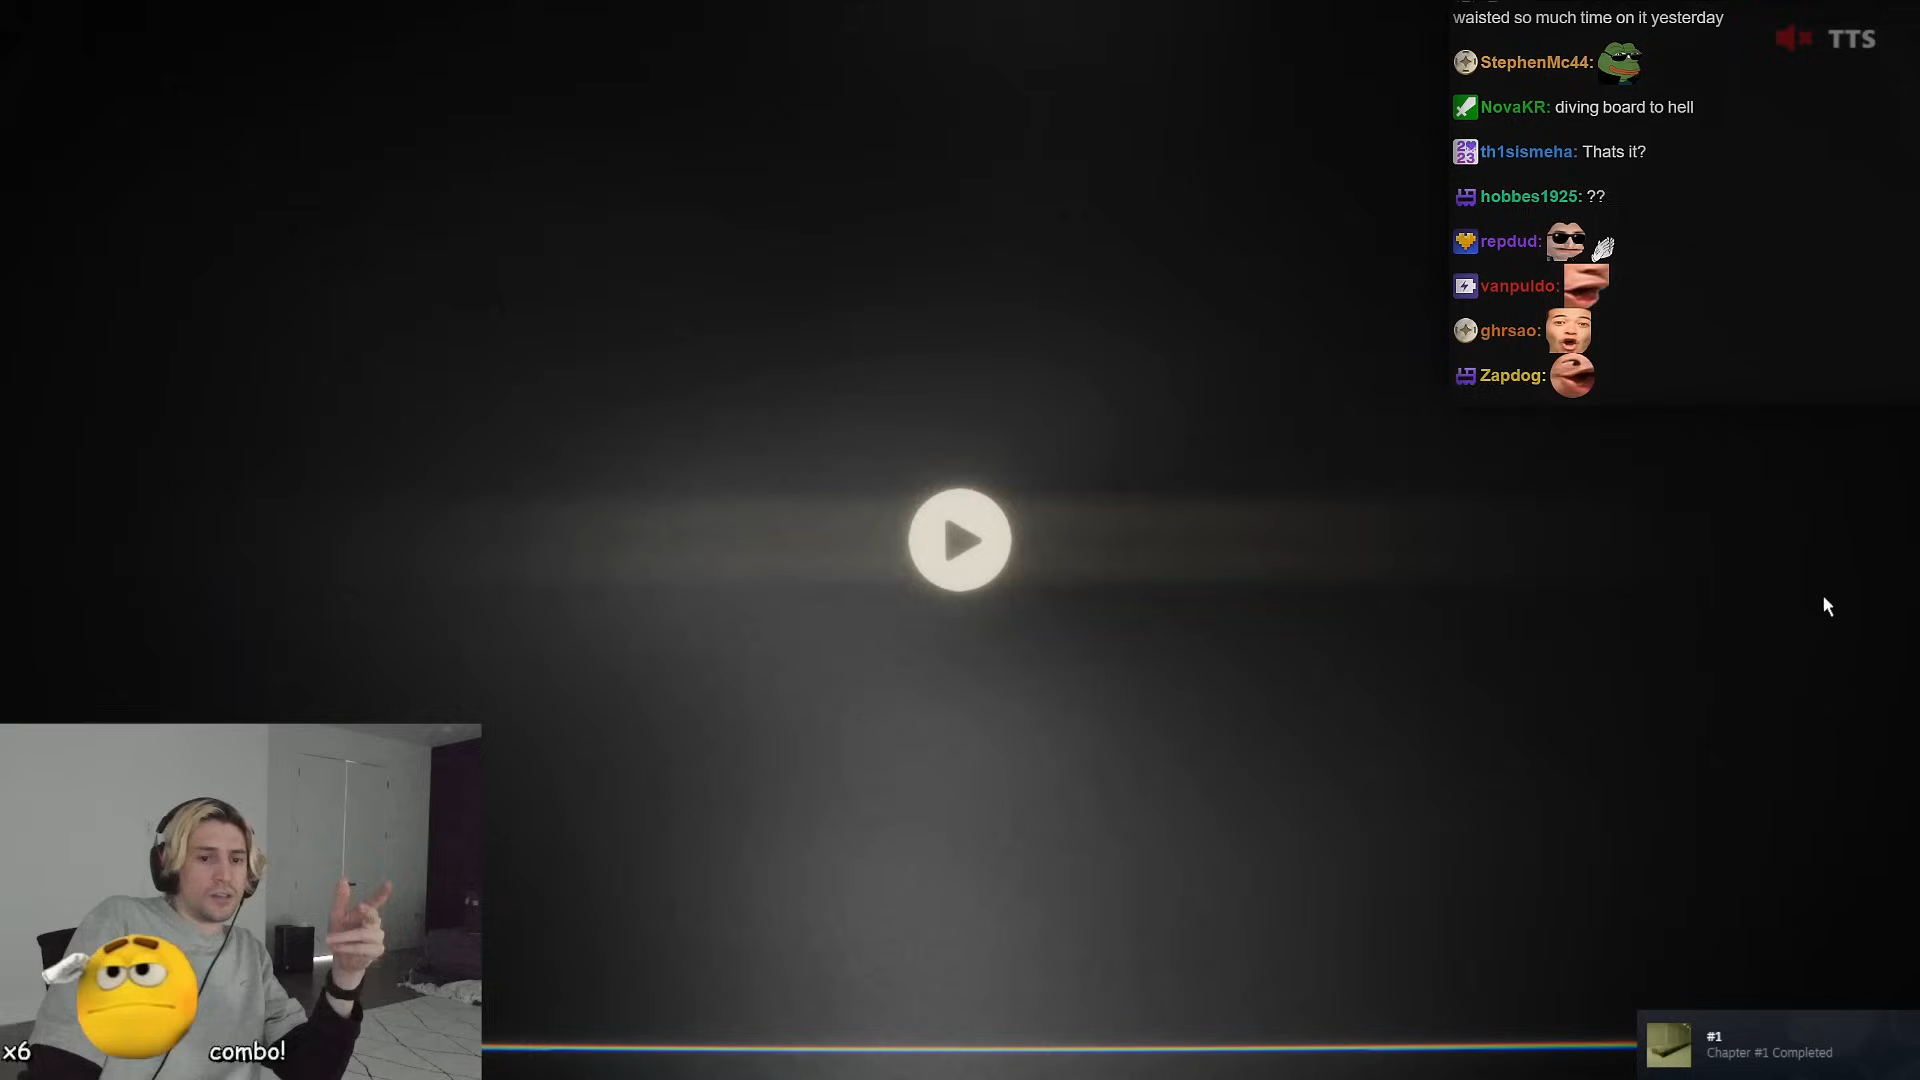 waisted so much time on it yesterday
TTS
StephenMc44:
NovaKR: diving board to hell
th1sismeha: Thats it?
hobbes1925: ??
repdud:
vanpuldo:
ghrsao:
Zapdog:
x6 combo!
#1
Chapter #1 Completed